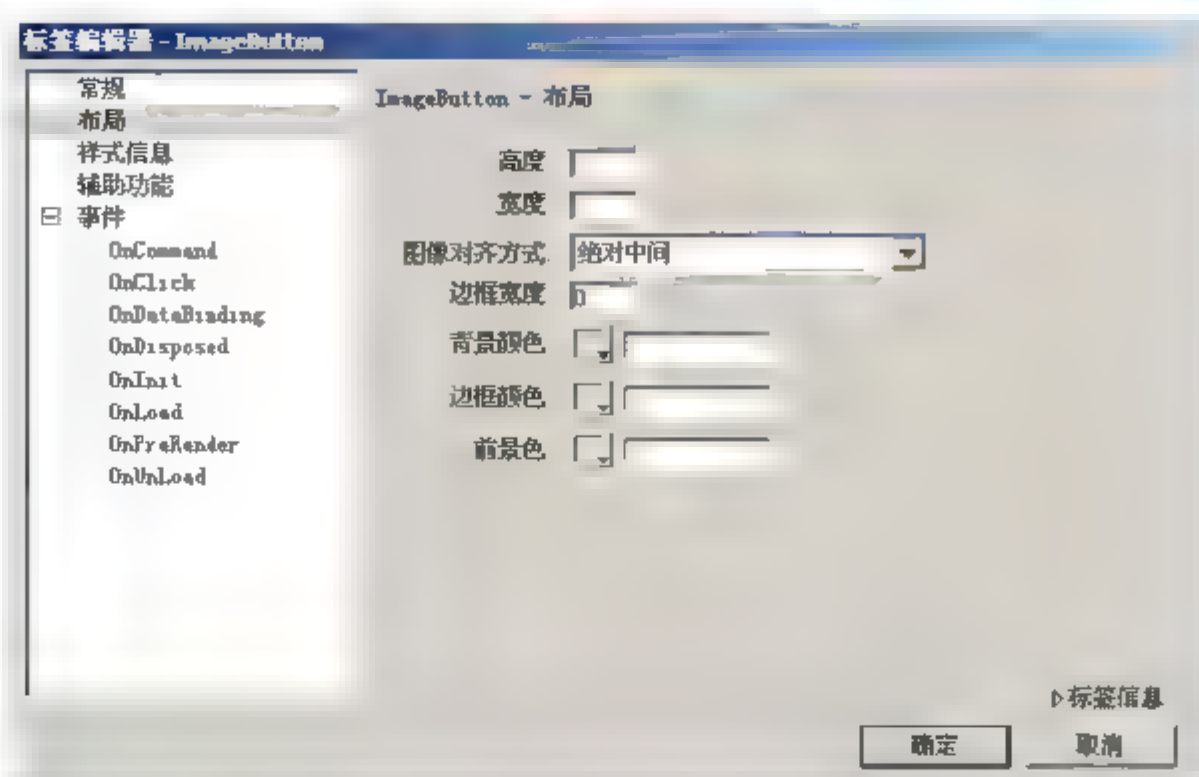 标签编辑器 - ImageButton
常规
布局
样式信息
辅助功能
事件
OnCommand
OnClick
OnDataBinding
OnDisposed
OnInit
OnLoad
OnPreRender
OnUnLoad
ImageButton - 布局
高度
宽度
图像对齐方式 绝对中间
边框宽度 0
背景颜色
边框颜色
前景色
标签信息
确定 取消